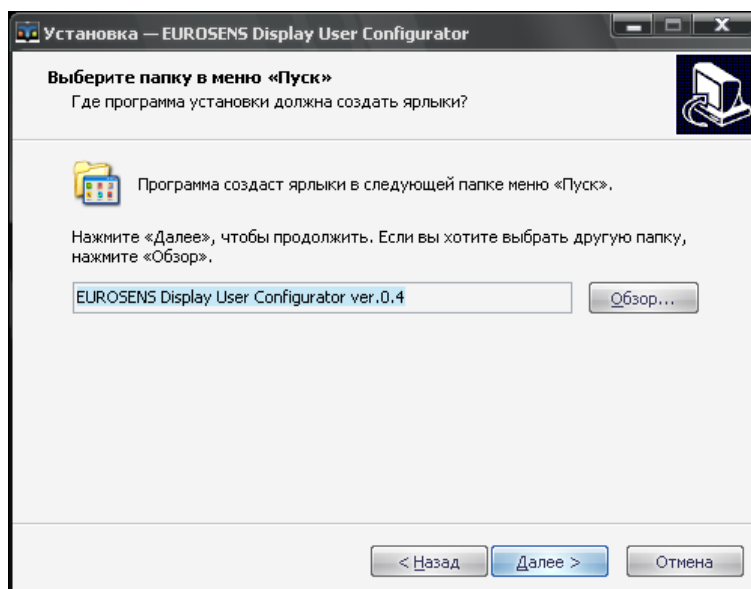 Установка — EUROSENS Display User Configurator
Выберите папку в меню «Пуск»
Где программа установки должна создать ярлыки?
Программа создаст ярлыки в следующей папке меню «Пуск».
Нажмите «Далее», чтобы продолжить. Если вы хотите выбрать другую папку,
нажмите «Обзор».
EUROSENS Display User Configurator ver.0.4
Обзор...
< Назад
Далее >
Отмена